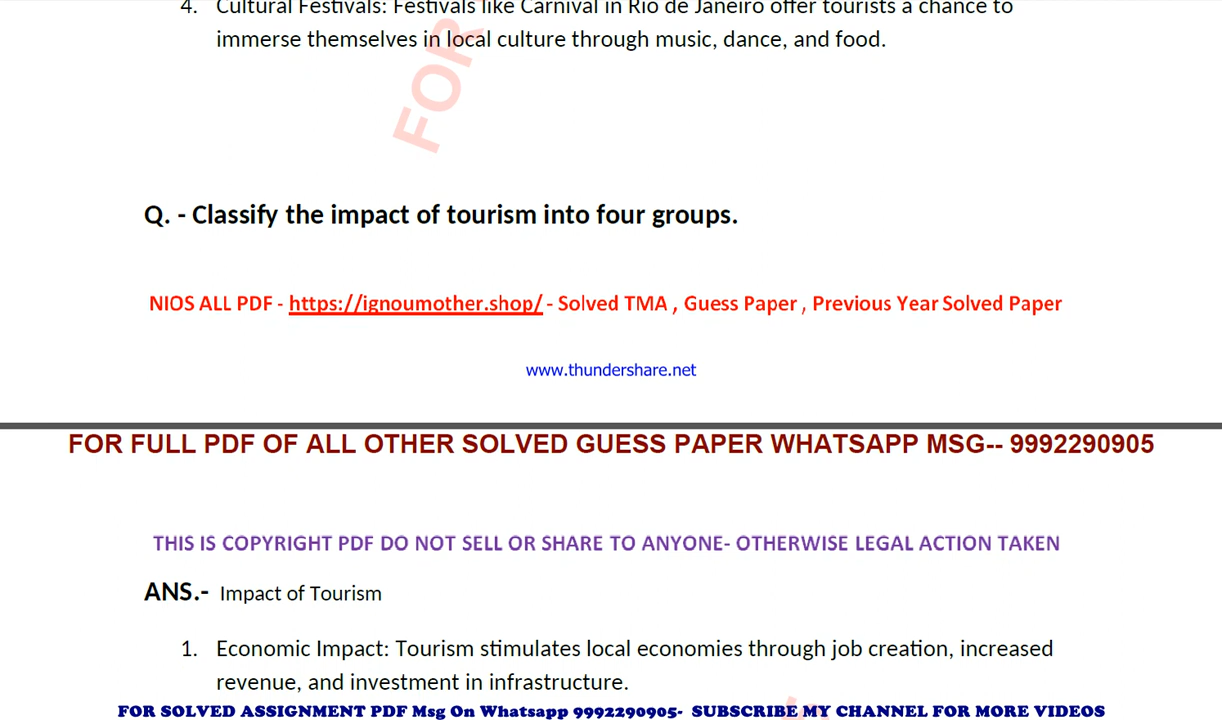 4. Cultural Festivals: Festivals like Carnival in Rio de Janeiro offer tourists a chance to
immerse themselves in local culture through music, dance, and food.
FOR
Q. - Classify the impact of tourism into four groups.
NIOS ALL PDF - https://ignoumother.shop/ - Solved TMA , Guess Paper , Previous Year Solved Paper
www.thundershare.net
FOR FULL PDF OF ALL OTHER SOLVED GUESS PAPER WHATSAPP MSG-- 9992290905
THIS IS COPYRIGHT PDF DO NOT SELL OR SHARE TO ANYONE- OTHERWISE LEGAL ACTION TAKEN
ANS.- Impact of Tourism
1. Economic Impact: Tourism stimulates local economies through job creation, increased
revenue, and investment in infrastructure.
FOR SOLVED ASSIGNMENT PDF Msg On Whatsapp 9992290905- SUBSCRIBE MY CHANNEL FOR MORE VIDEOS